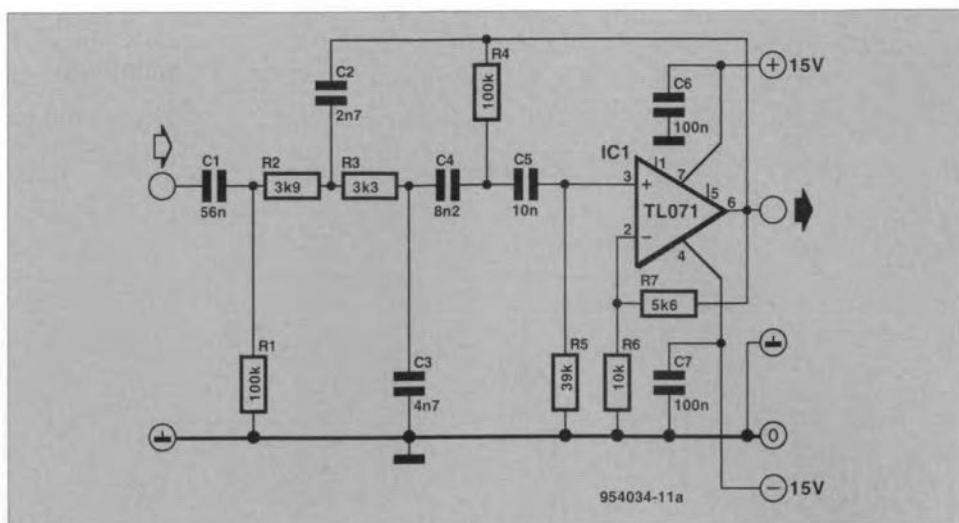 R4
100k
C2
2n7
C6
100n
15V
IC1
C1
56n
R2
3k9
R3
3k3
C4
8n2
C5
10n
3
+
2
−
TL071
1
7
5
6
4
R7
5k6
R1
100k
C3
4n7
R5
39k
R6
10k
C7
100n
0
15V
954034-11a